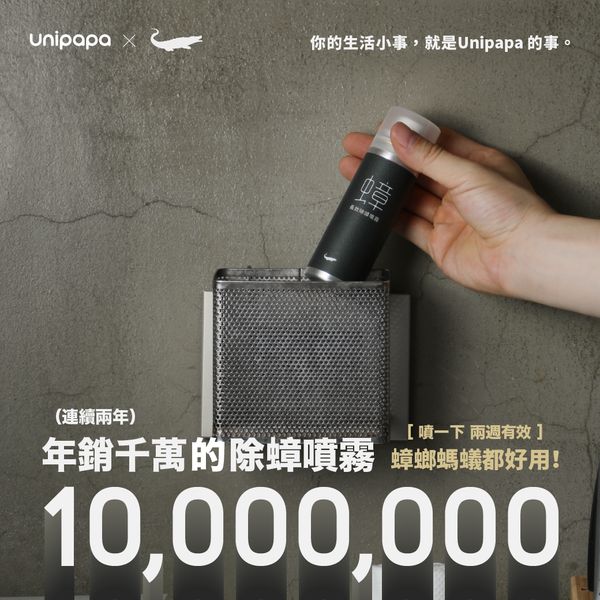 unipapa ×
你的生活小事，就是Unipapa 的事。
蟑
（連續兩年）
年銷千萬的除蟑噴霧
［ 噴一下 兩週有效 ］
蟑螂螞蟻都好用！
10,000,000